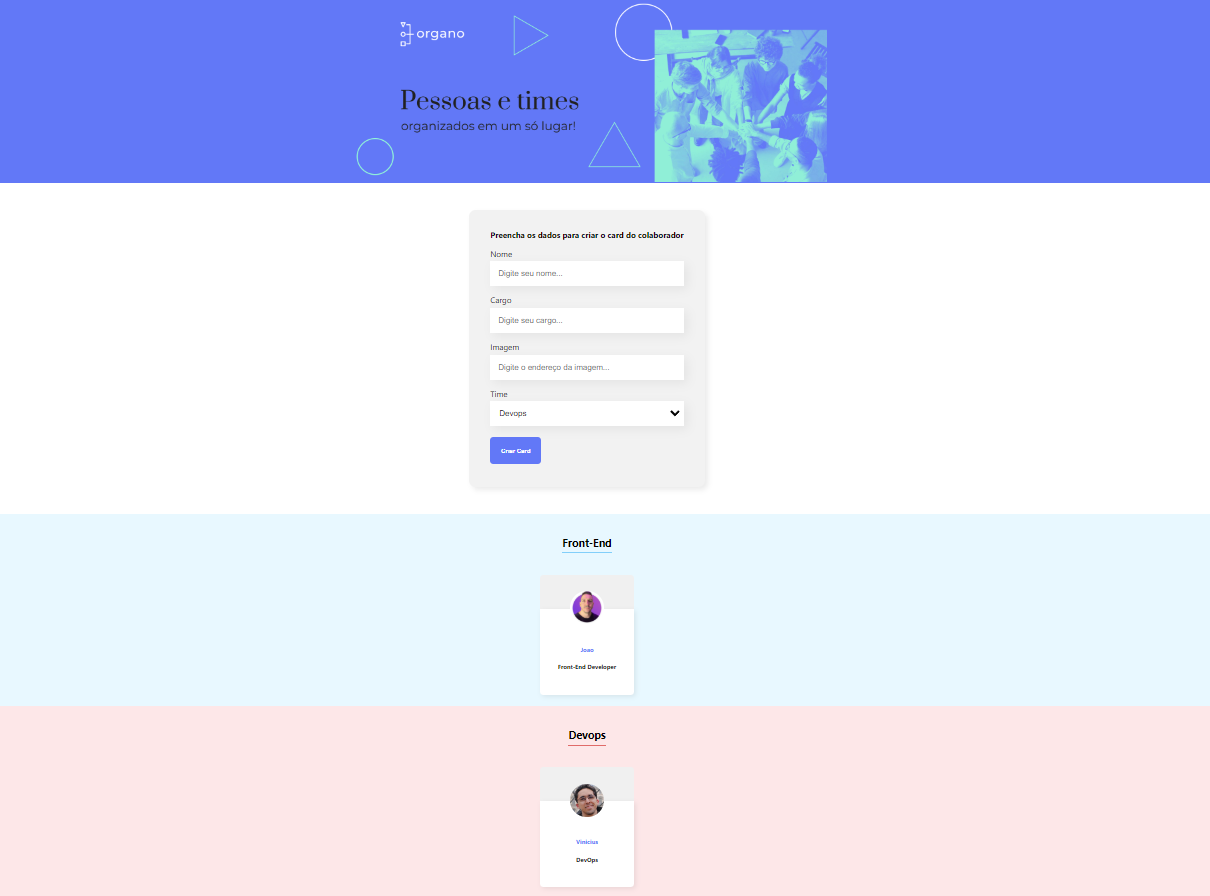 organo
Pessoas e times
organizados em um só lugar!
Preencha os dados para criar o card do colaborador
Nome
Digite seu nome...
Cargo
Digite seu cargo...
Imagem
Digite o endereço da imagem...
Time
Devops
Criar Card
Front-End
Joao
Front-End Developer
Devops
Vinicius
DevOps